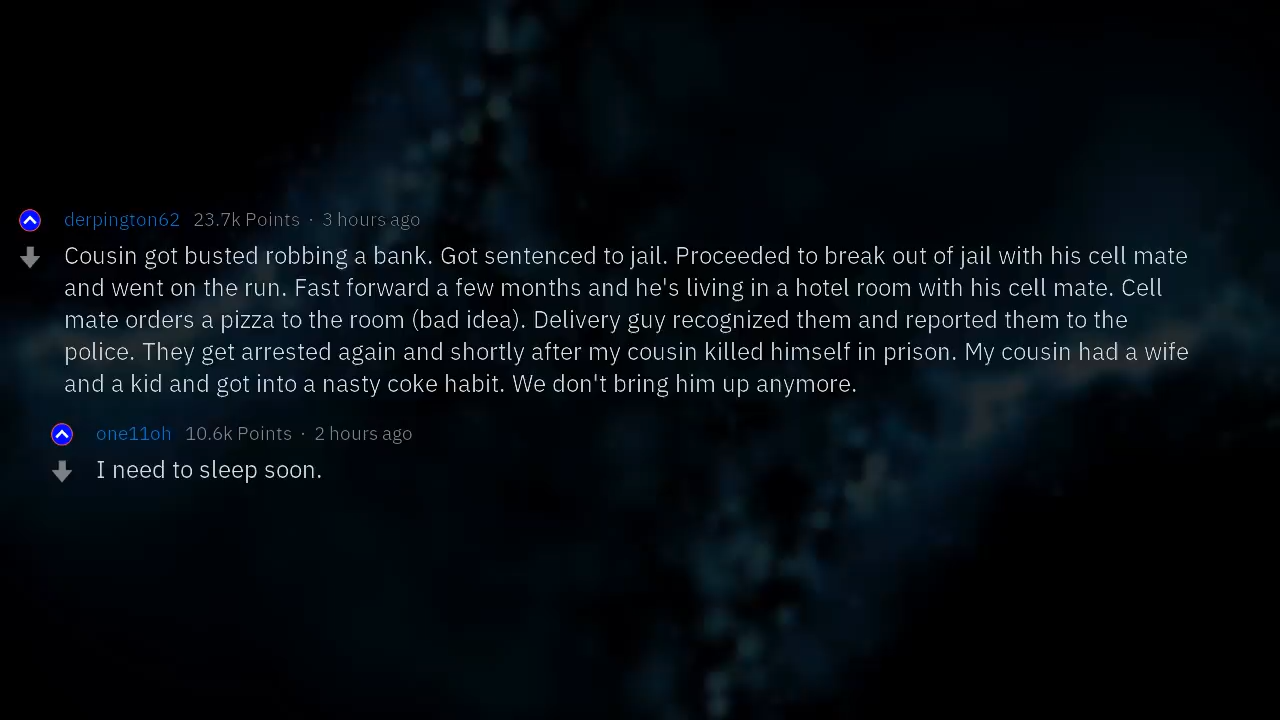 derpington62 23.7k Points · 3 hours ago
Cousin got busted robbing a bank. Got sentenced to jail. Proceeded to break out of jail with his cell mate
and went on the run. Fast forward a few months and he's living in a hotel room with his cell mate. Cell
mate orders a pizza to the room (bad idea). Delivery guy recognized them and reported them to the
police. They get arrested again and shortly after my cousin killed himself in prison. My cousin had a wife
and a kid and got into a nasty coke habit. We don't bring him up anymore.
one11oh 10.6k Points · 2 hours ago
I need to sleep soon.